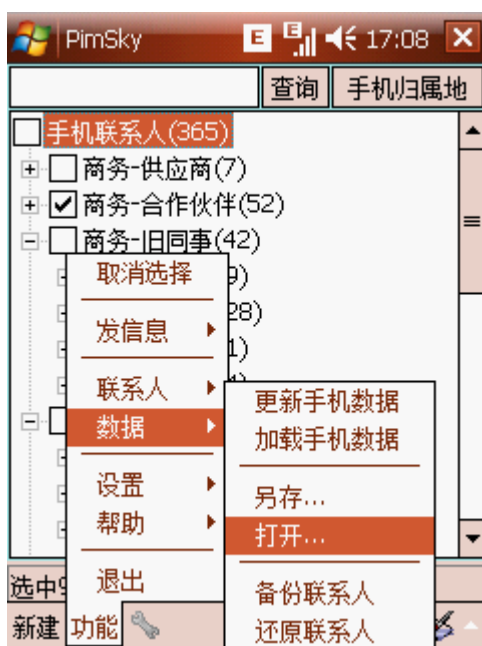 PimSky E E 17:08
查询 手机归属地
手机联系人(365)
商务-供应商(7)
商务-合作伙伴(52)
商务-旧同事(42)
取消选择 9)
发信息 28)
1)
联系人
数据
设置
帮助
退出
更新手机数据
加载手机数据
另存...
打开...
备份联系人
还原联系人
选中9
新建 功能